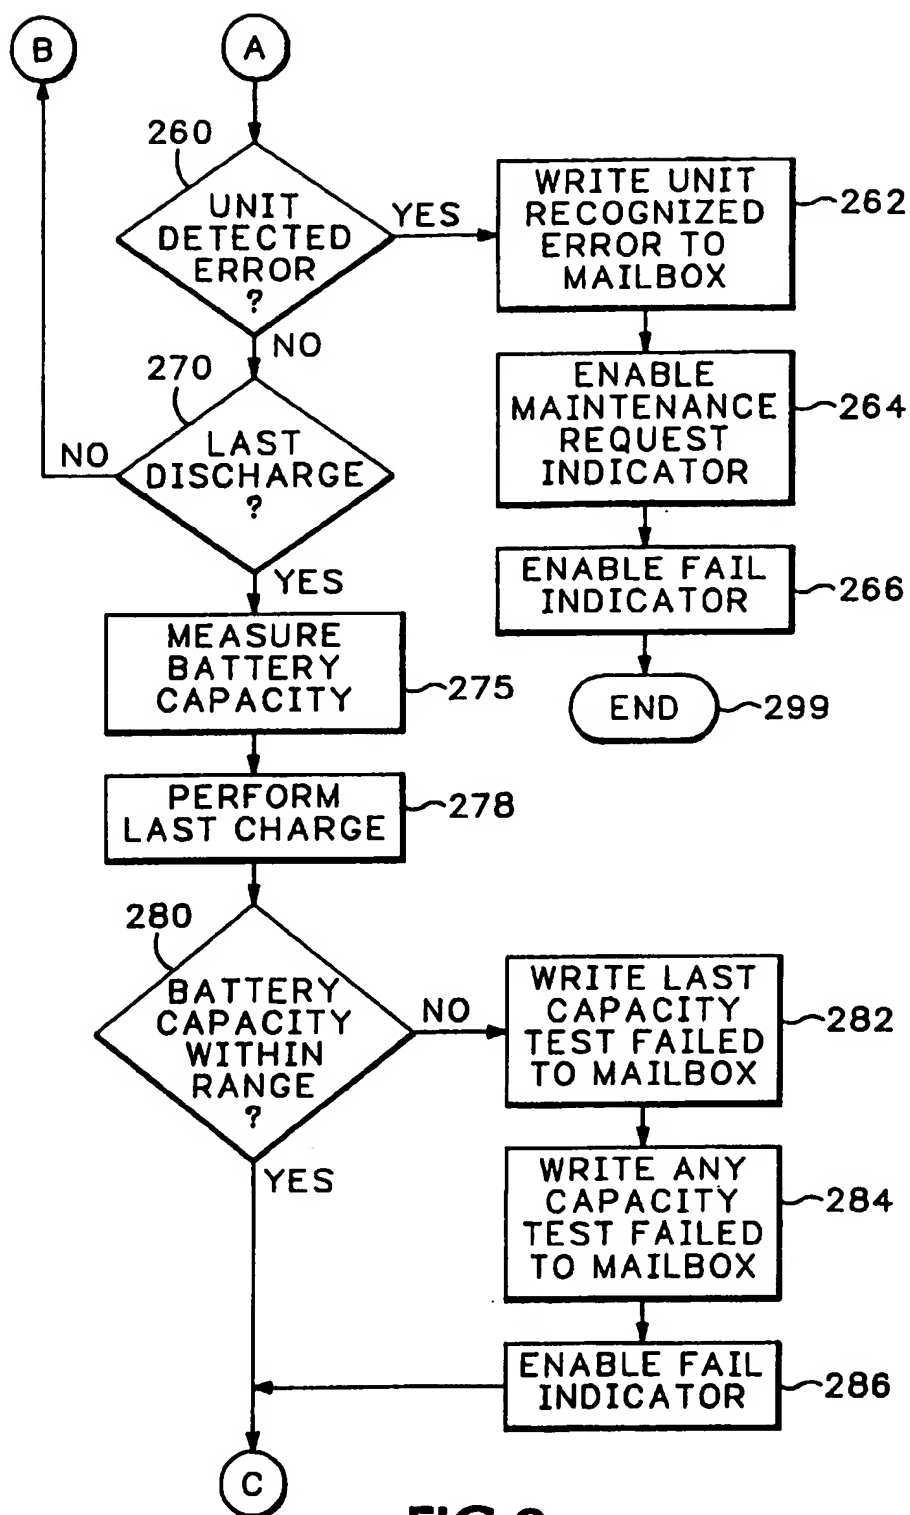 B
A
260
UNIT
DETECTED
ERROR
?
YES
WRITE UNIT
RECOGNIZED
ERROR TO
MAILBOX
262
NO
270
LAST
DISCHARGE
?
NO
ENABLE
MAINTENANCE
REQUEST
INDICATOR
264
YES
ENABLE FAIL
INDICATOR
266
MEASURE
BATTERY
CAPACITY
275
END
299
PERFORM
LAST CHARGE
278
280
BATTERY
CAPACITY
WITHIN
RANGE
?
NO
WRITE LAST
CAPACITY
TEST FAILED
TO MAILBOX
282
YES
WRITE ANY
CAPACITY
TEST FAILED
TO MAILBOX
284
ENABLE FAIL
INDICATOR
286
C